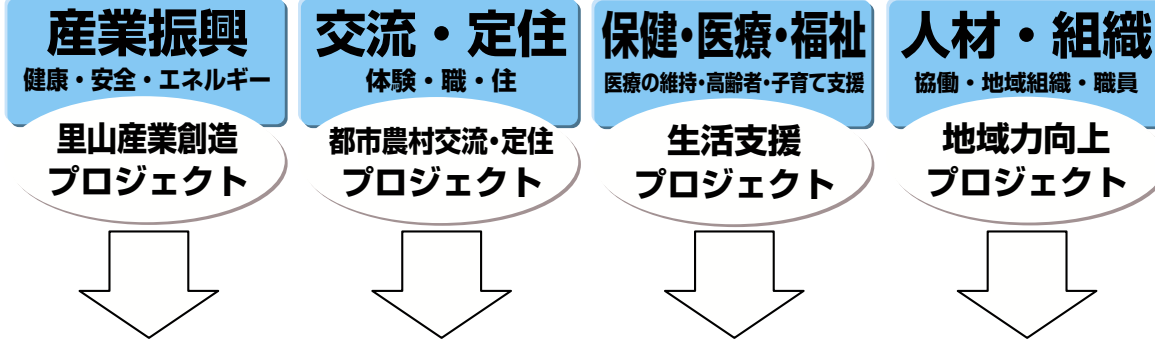 産業振興
健康・安全・エネルギー
里山産業創造
プロジェクト
交流・定住
体験・職・住
都市農村交流・定住
プロジェクト
保健・医療・福祉
医療の維持・高齢者・子育て支援
生活支援
プロジェクト
人材・組織
協働・地域組織・職員
地域力向上
プロジェクト